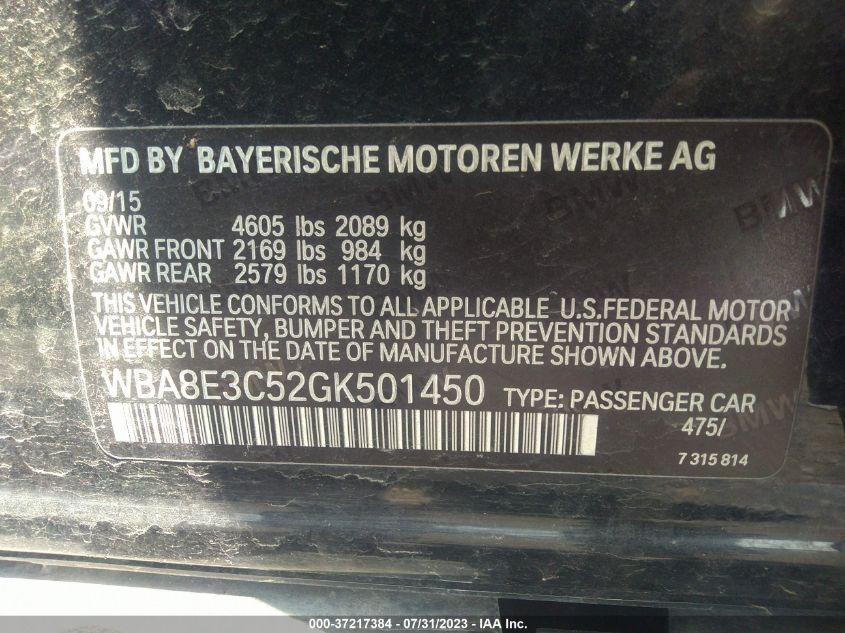 MFD BY BAYERISCHE MOTOREN WERKE AG
09/15
GVWR 4605 lbs 2089 kg
GAWR FRONT 2169 lbs 984 kg
GAWR REAR 2579 lbs 1170 kg
THIS VEHICLE CONFORMS TO ALL APPLICABLE U.S.FEDERAL MOTOR
VEHICLE SAFETY, BUMPER AND THEFT PREVENTION STANDARDS
IN EFFECT ON THE DATE OF MANUFACTURE SHOWN ABOVE.
WBA8E3C52GK501450 TYPE: PASSENGER CAR
475/
7 315 814
BMW
000-37217384 - 07/31/2023 - IAA Inc.